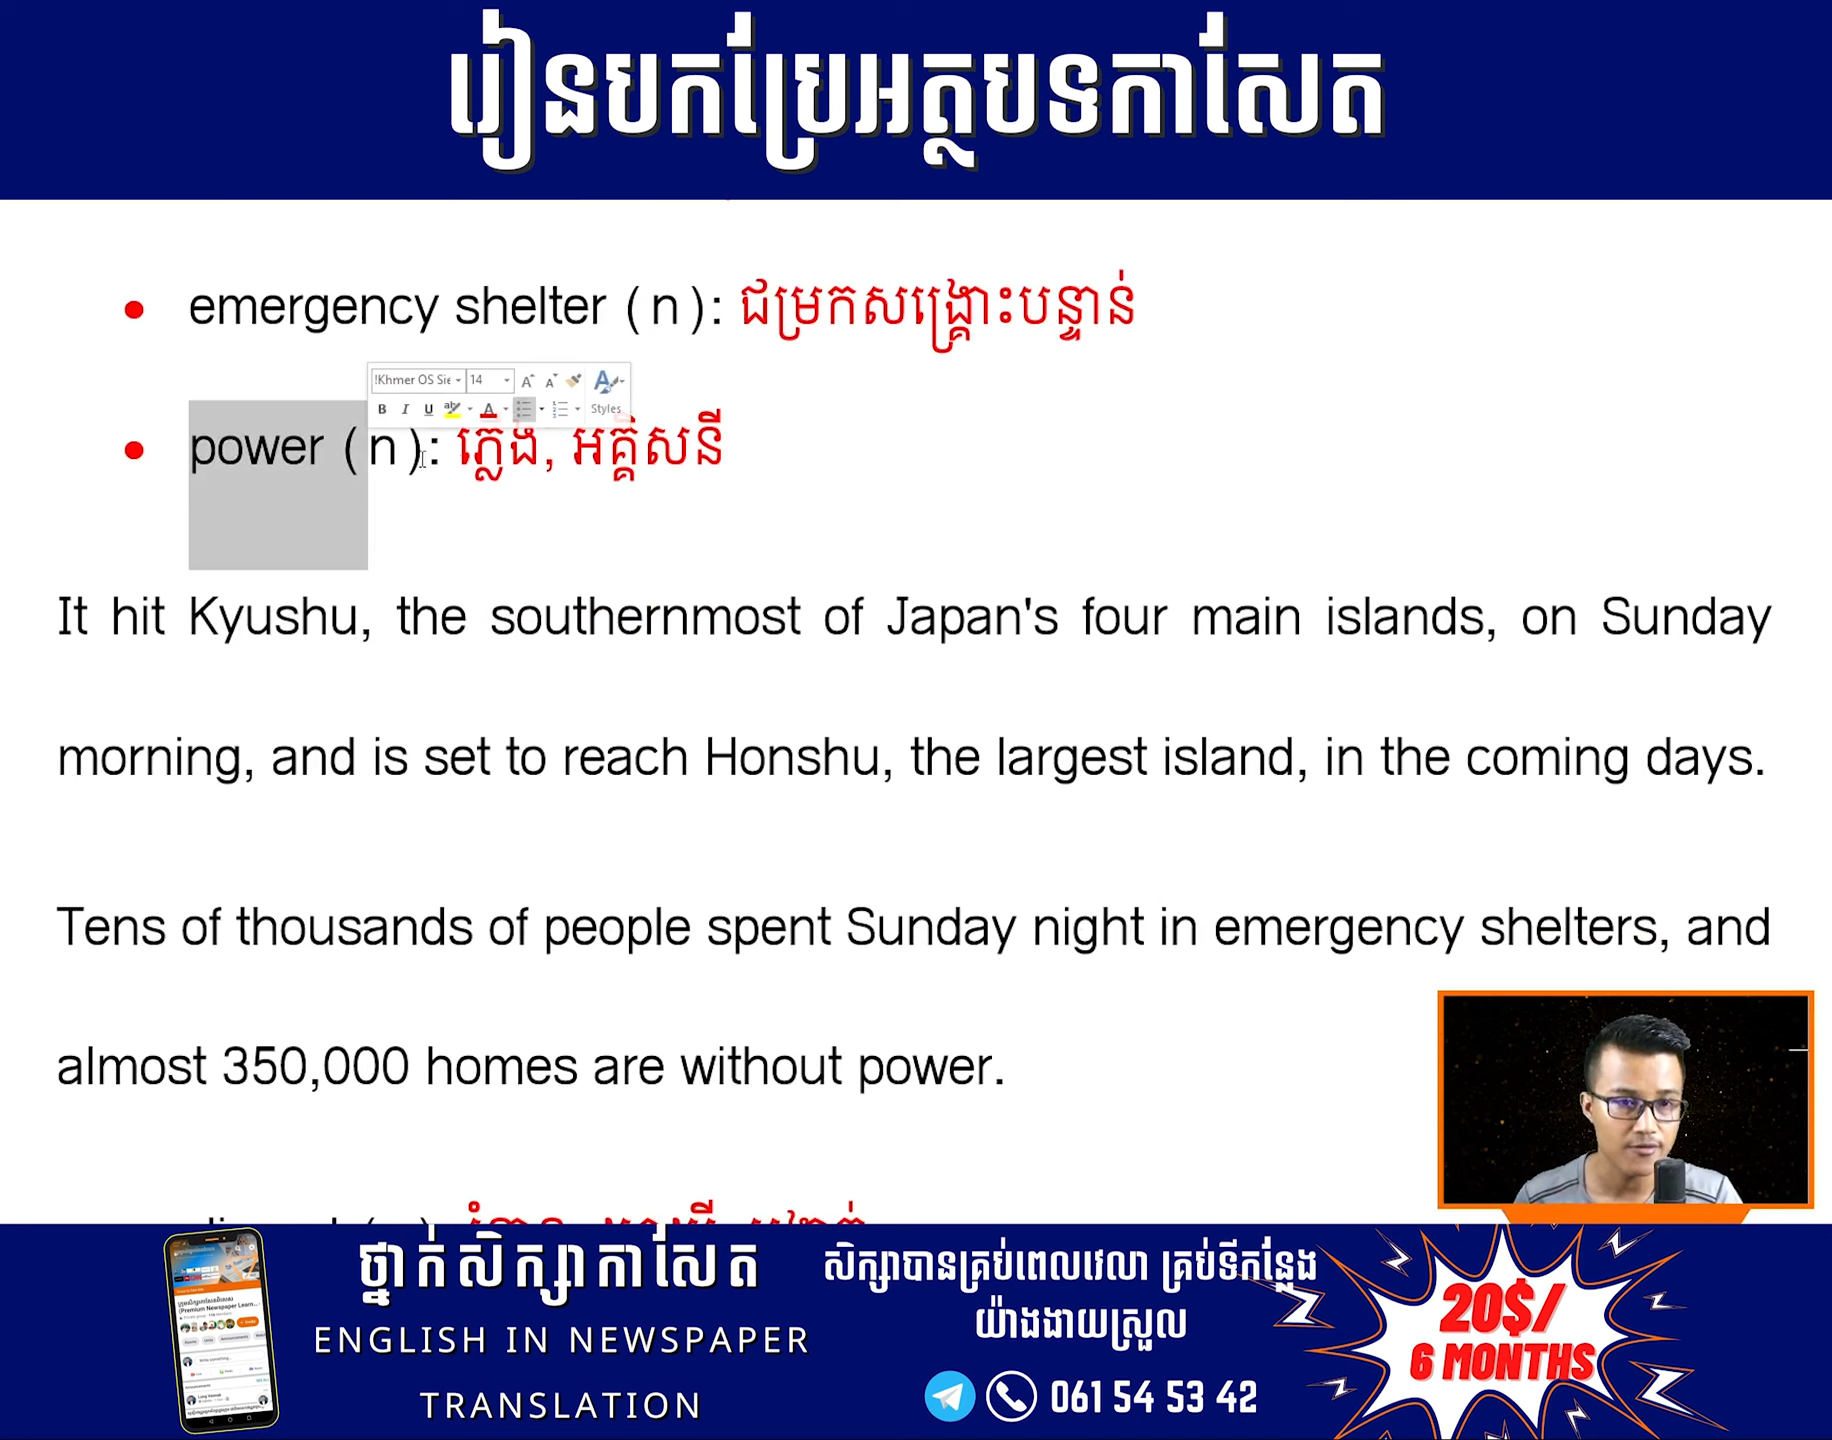 រៀនបកប្រែអត្ថបទកាសែត
emergency shelter (n): ជម្រកសង្គ្រោះបន្ទាន់
!Khmer OS Sie 14
B I U Styles
power (n): ភ្លើង, អគ្គិសនី
It hit Kyushu, the southernmost of Japan's four main islands, on Sunday
morning, and is set to reach Honshu, the largest island, in the coming days.
Tens of thousands of people spent Sunday night in emergency shelters, and
almost 350,000 homes are without power.
ថ្នាក់សិក្សាកាសែត
ENGLISH IN NEWSPAPER
TRANSLATION
សិក្សាបានគ្រប់ពេលវេលា គ្រប់ទីកន្លែង
យ៉ាងងាយស្រួល
061 54 53 42
20$/
6 MONTHS